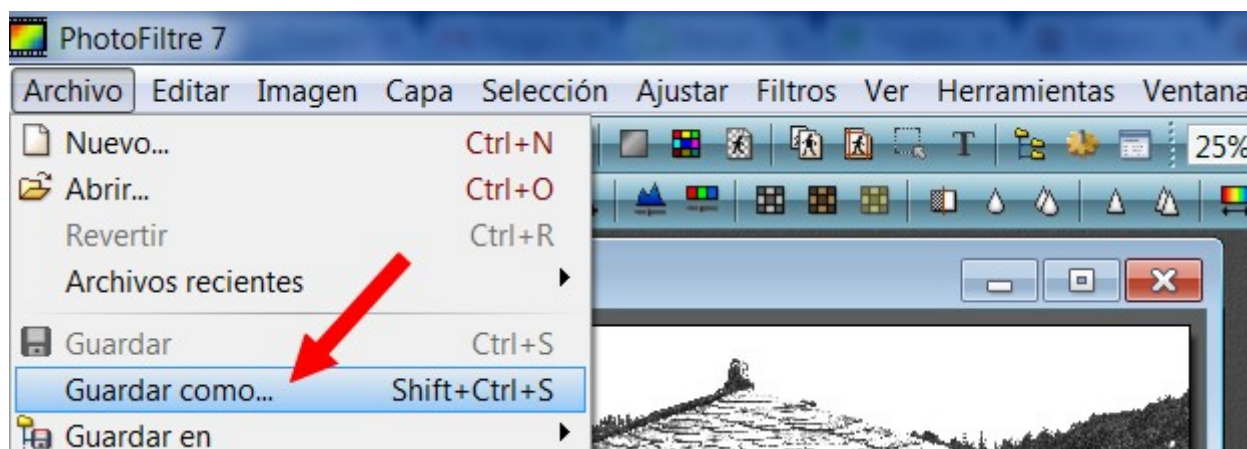 PhotoFiltre 7
Archivo Editar Imagen Capa Selección Ajustar Filtros Ver Herramientas Ventana
Nuevo... Ctrl+N
T 25%
Abrir... Ctrl+O
Revertir Ctrl+R
Archivos recientes
Guardar Ctrl+S
Guardar como... Shift+Ctrl+S
Guardar en